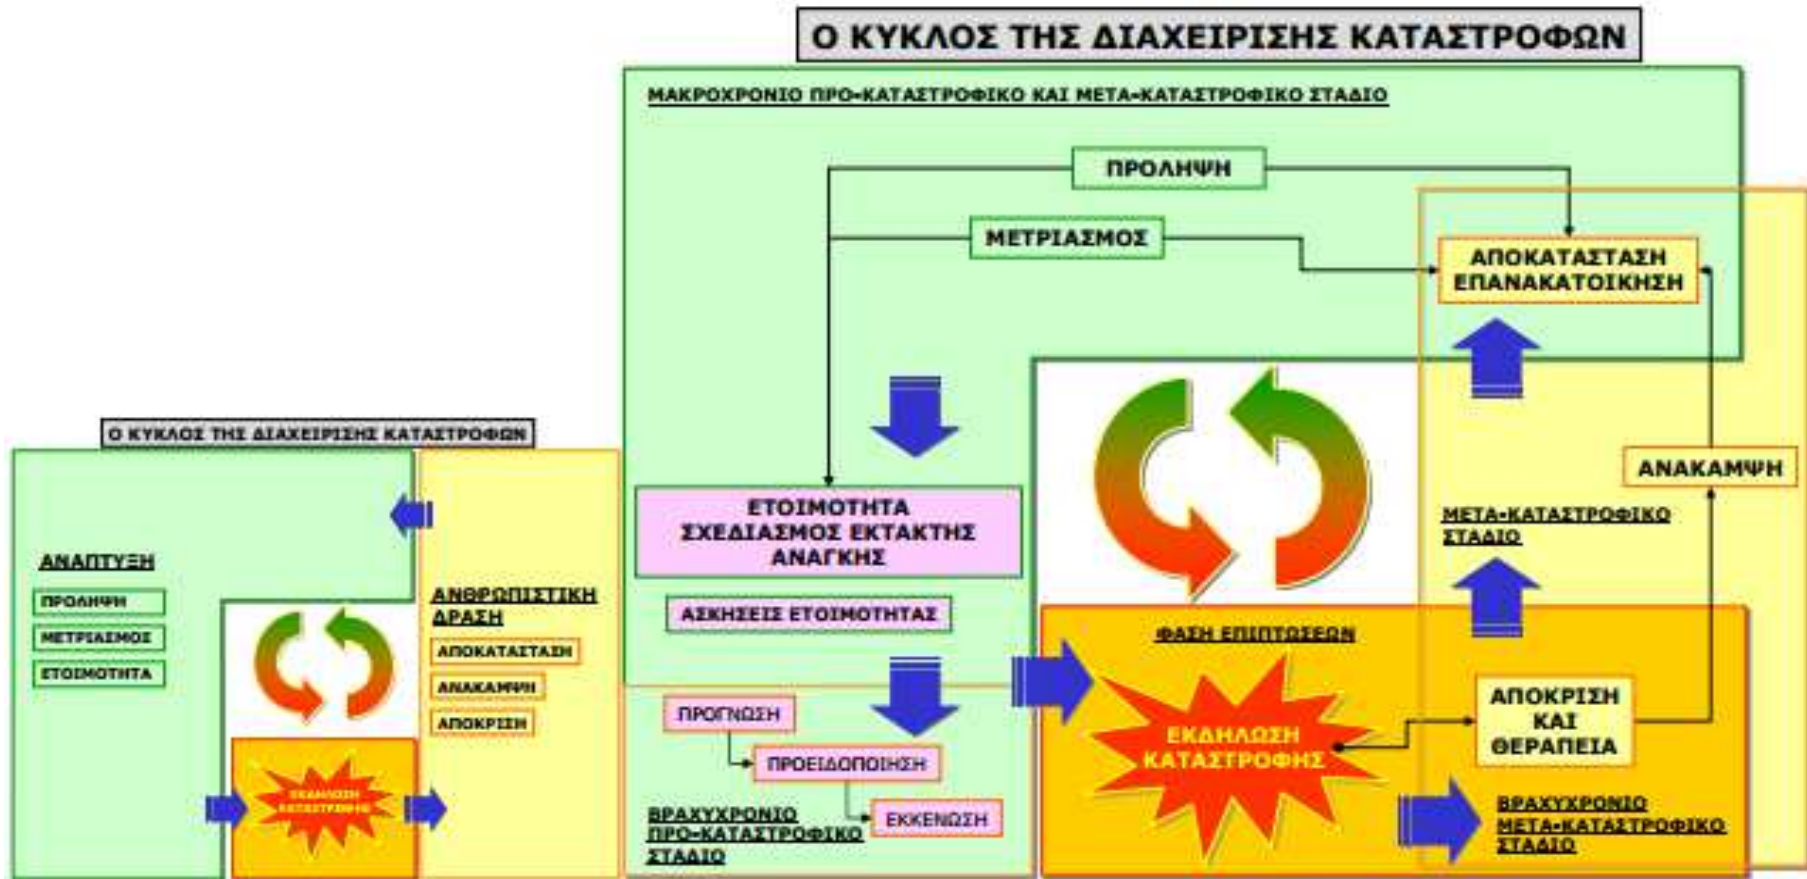 Ο ΚΥΚΛΟΣ ΤΗΣ ΔΙΑΧΕΙΡΙΣΗΣ ΚΑΤΑΣΤΡΟΦΩΝ
ΑΝΑΠΤΥΞΗ
ΠΡΟΛΗΨΗ
ΜΕΤΡΙΑΣΜΟΣ
ΕΤΟΙΜΟΤΗΤΑ
ΑΝΘΡΩΠΙΣΤΙΚΗ
ΔΡΑΣΗ
ΑΠΟΚΑΤΑΣΤΑΣΗ
ΑΝΑΚΑΜΨΗ
ΑΠΟΚΡΙΣΗ
ΕΚΔΗΛΩΣΗ
ΚΑΤΑΣΤΡΟΦΗΣ
Ο ΚΥΚΛΟΣ ΤΗΣ ΔΙΑΧΕΙΡΙΣΗΣ ΚΑΤΑΣΤΡΟΦΩΝ
ΜΑΚΡΟΧΡΟΝΙΟ ΠΡΟ-ΚΑΤΑΣΤΡΟΦΙΚΟ ΚΑΙ ΜΕΤΑ-ΚΑΤΑΣΤΡΟΦΙΚΟ ΣΤΑΔΙΟ
ΠΡΟΛΗΨΗ
ΜΕΤΡΙΑΣΜΟΣ
ΑΠΟΚΑΤΑΣΤΑΣΗ
ΕΠΑΝΑΚΑΤΟΙΚΗΣΗ
ΑΝΑΚΑΜΨΗ
ΕΤΟΙΜΟΤΗΤΑ
ΣΧΕΔΙΑΣΜΟΣ ΕΚΤΑΚΤΗΣ
ΑΝΑΓΚΗΣ
ΜΕΤΑ-ΚΑΤΑΣΤΡΟΦΙΚΟ
ΣΤΑΔΙΟ
ΑΣΚΗΣΕΙΣ ΕΤΟΙΜΟΤΗΤΑΣ
ΦΑΣΗ ΕΠΙΠΤΩΣΕΩΝ
ΠΡΟΓΝΩΣΗ
ΠΡΟΕΙΔΟΠΟΙΗΣΗ
ΕΚΚΕΝΩΣΗ
ΕΚΔΗΛΩΣΗ
ΚΑΤΑΣΤΡΟΦΗΣ
ΑΠΟΚΡΙΣΗ
ΚΑΙ
ΘΕΡΑΠΕΙΑ
ΒΡΑΧΥΧΡΟΝΙΟ
ΠΡΟ-ΚΑΤΑΣΤΡΟΦΙΚΟ
ΣΤΑΔΙΟ
ΒΡΑΧΥΧΡΟΝΙΟ
ΜΕΤΑ-ΚΑΤΑΣΤΡΟΦΙΚΟ
ΣΤΑΔΙΟ